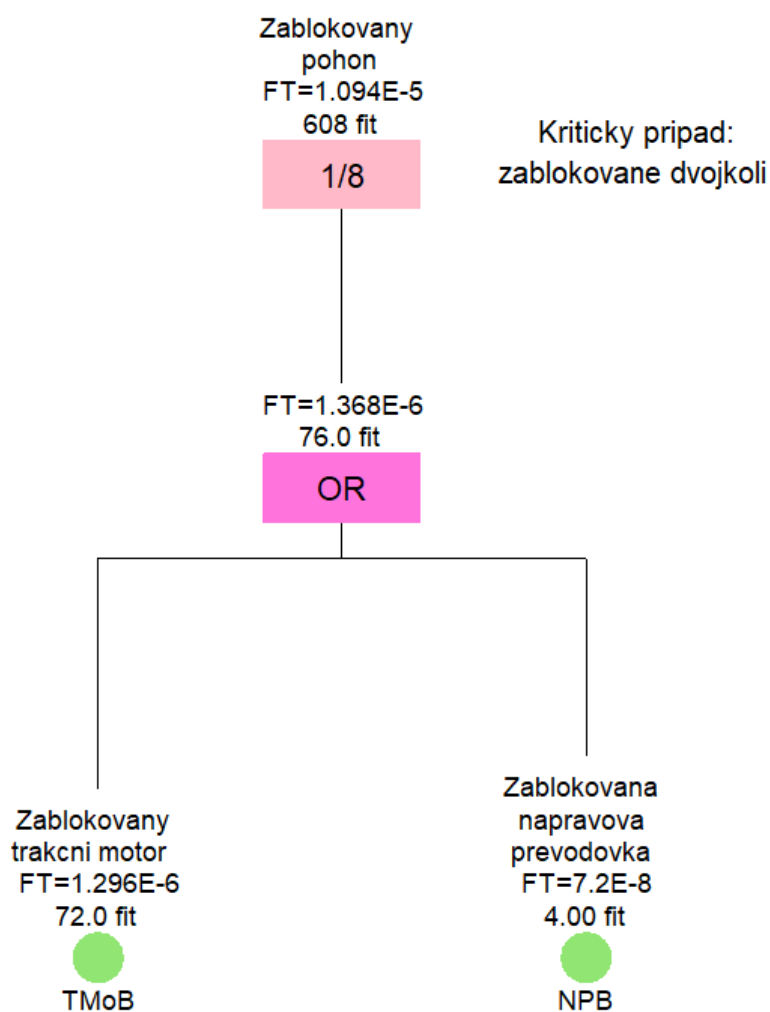 Zablokovany
pohon
FT=1.094E-5
608 fit
1/8
Kriticky pripad:
zablokovane dvojkoli
FT=1.368E-6
76.0 fit
OR
Zablokovany
trakcni motor
FT=1.296E-6
72.0 fit
TMoB
Zablokovana
napravova
prevodovka
FT=7.2E-8
4.00 fit
NPB